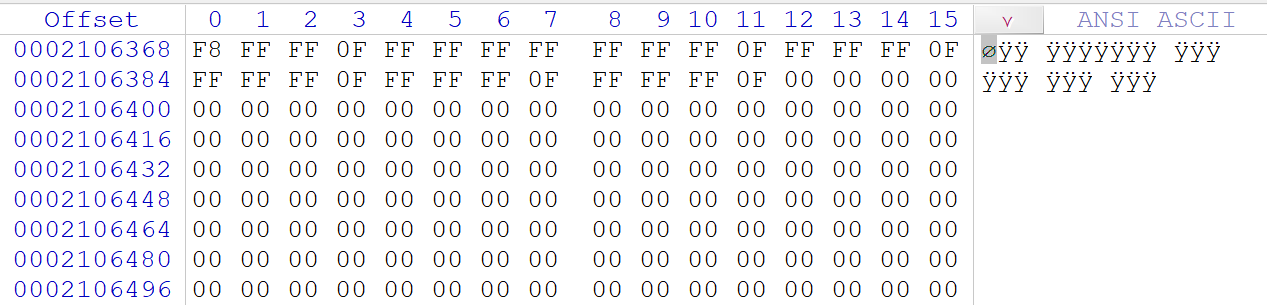 Offset 0 1 2 3 4 5 6 7 8 9 10 11 12 13 14 15 ANSI ASCII
0002106368 F8 FF FF 0F FF FF FF FF FF FF FF 0F FF FF FF 0F øÿÿ ÿÿÿÿÿÿÿ ÿÿÿ
0002106384 FF FF FF 0F FF FF FF 0F FF FF FF 0F 00 00 00 00 ÿÿÿ ÿÿÿ ÿÿÿ
0002106400 00 00 00 00 00 00 00 00 00 00 00 00 00 00 00 00
0002106416 00 00 00 00 00 00 00 00 00 00 00 00 00 00 00 00
0002106432 00 00 00 00 00 00 00 00 00 00 00 00 00 00 00 00
0002106448 00 00 00 00 00 00 00 00 00 00 00 00 00 00 00 00
0002106464 00 00 00 00 00 00 00 00 00 00 00 00 00 00 00 00
0002106480 00 00 00 00 00 00 00 00 00 00 00 00 00 00 00 00
0002106496 00 00 00 00 00 00 00 00 00 00 00 00 00 00 00 00